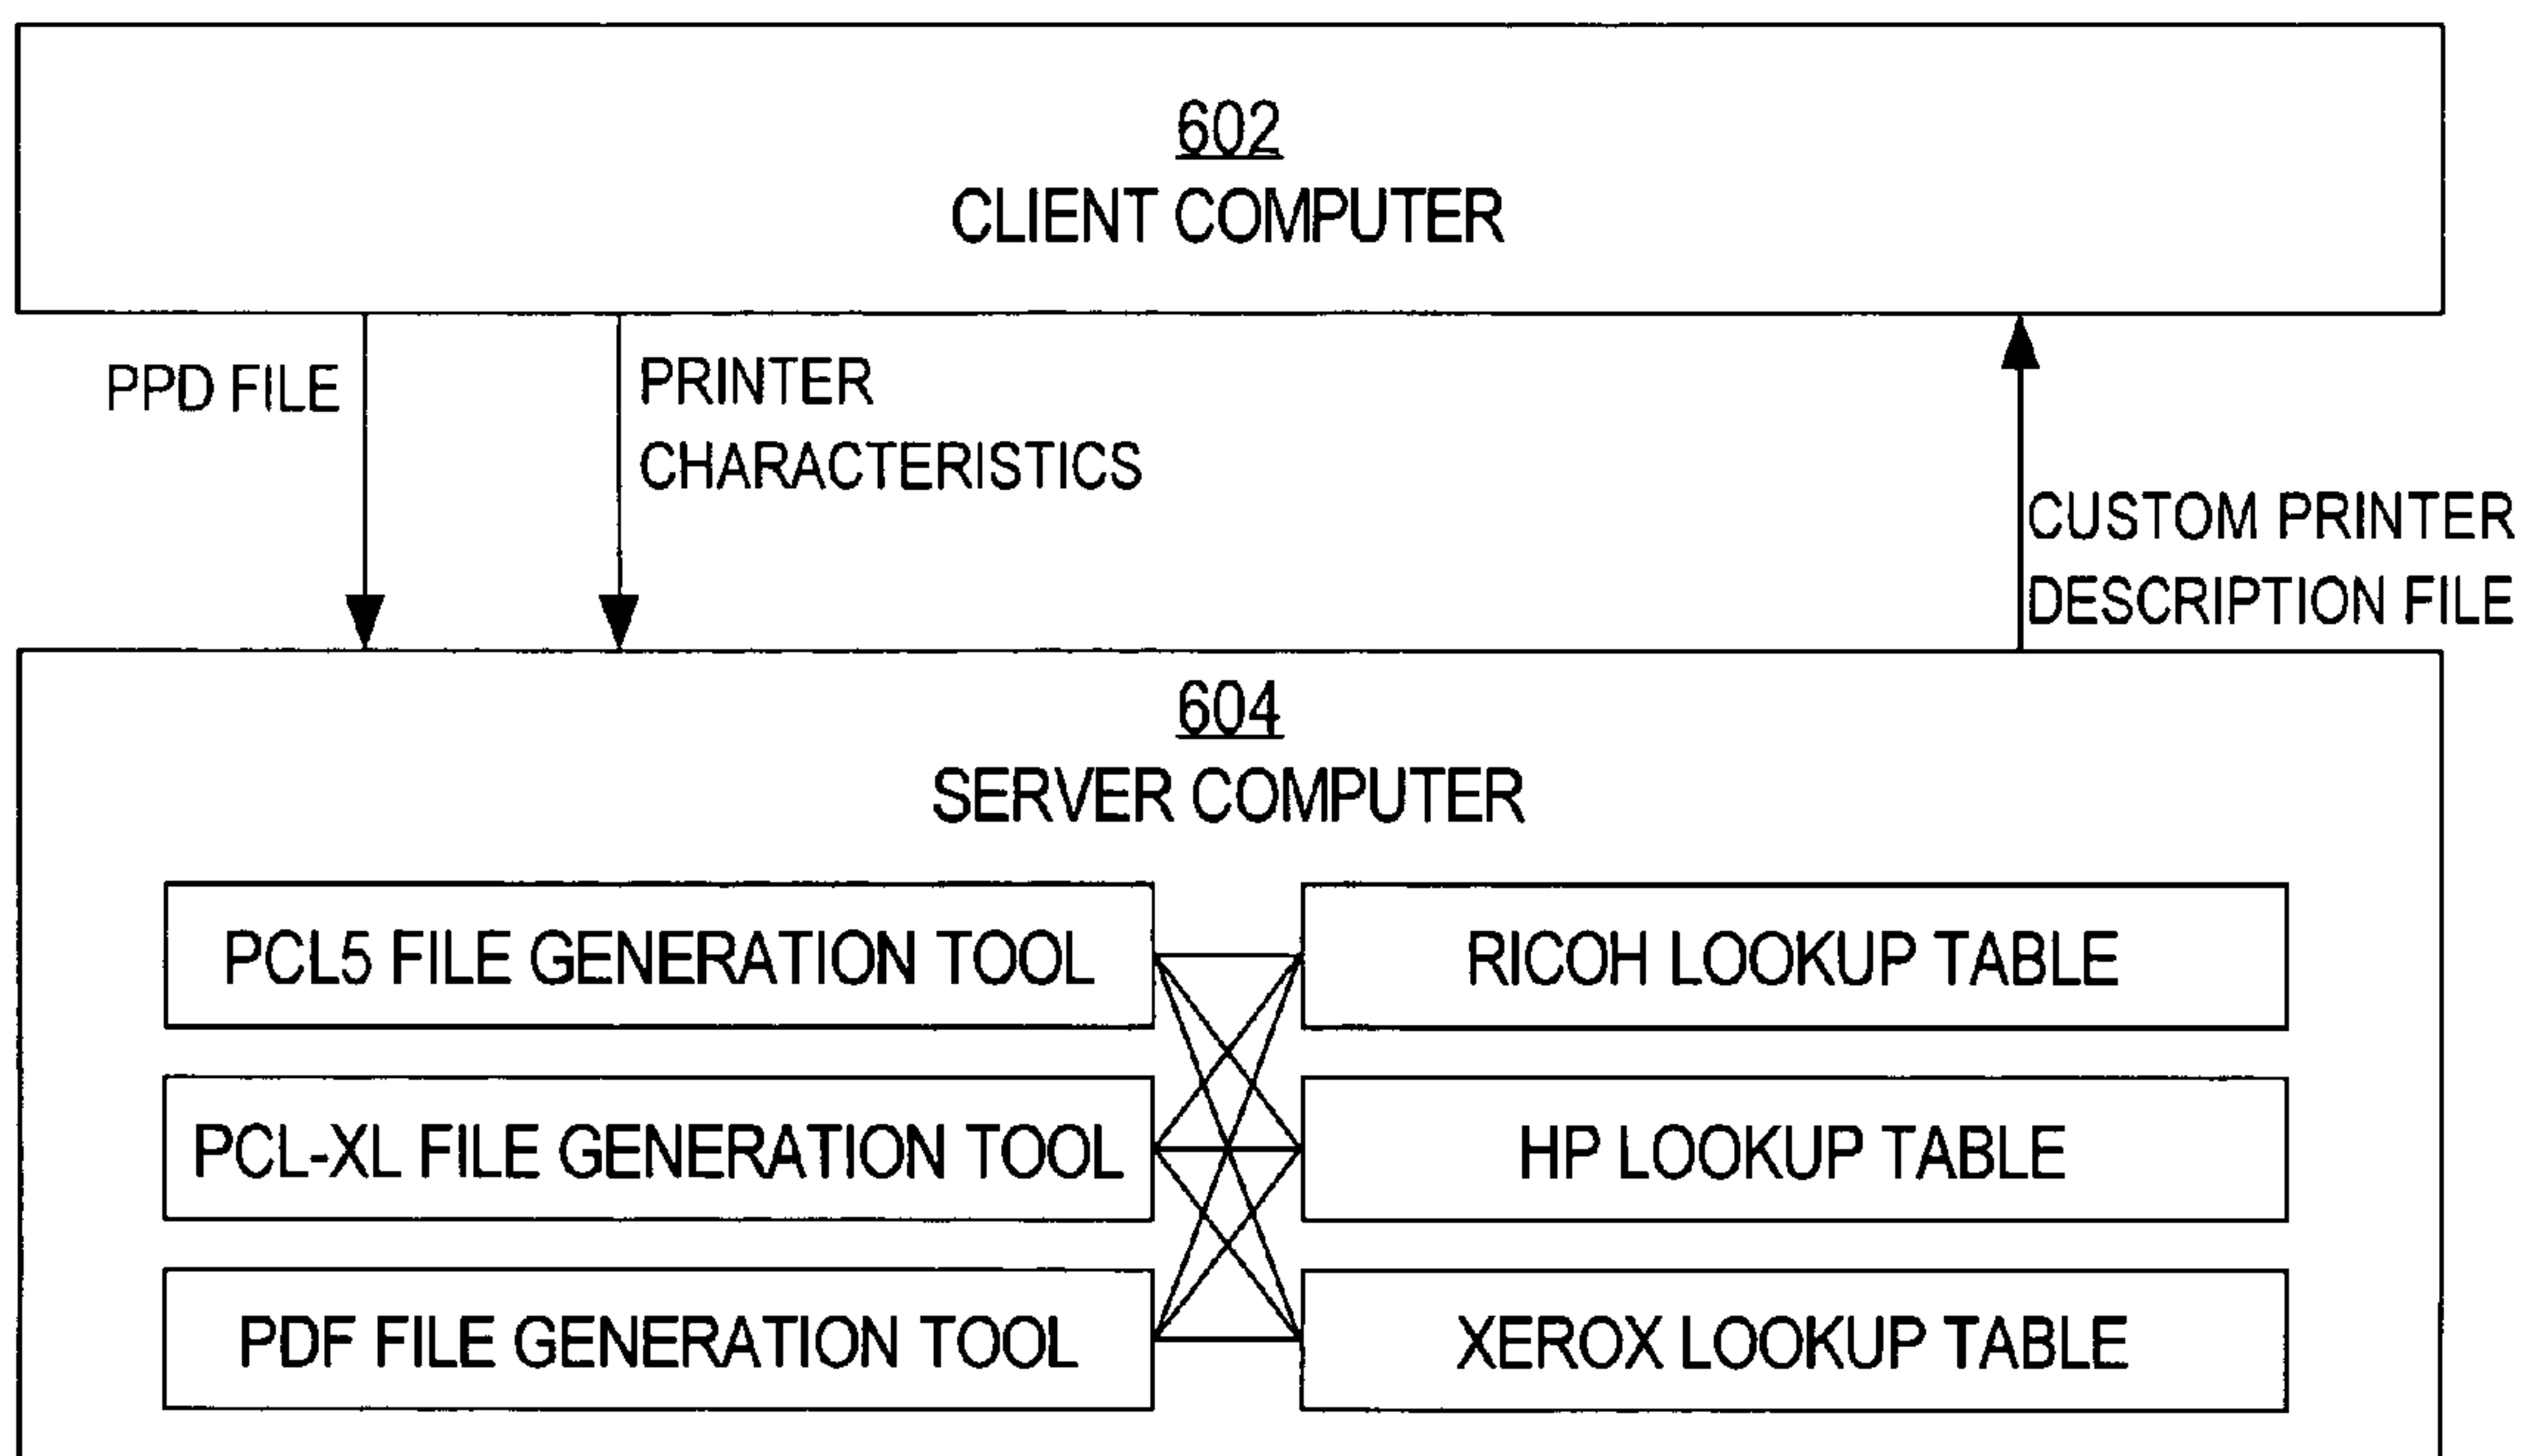 602
CLIENT COMPUTER
PPD FILE
PRINTER
CHARACTERISTICS
CUSTOM PRINTER
DESCRIPTION FILE
604
SERVER COMPUTER
PCL5 FILE GENERATION TOOL
RICOH LOOKUP TABLE
PCL-XL FILE GENERATION TOOL
HP LOOKUP TABLE
PDF FILE GENERATION TOOL
XEROX LOOKUP TABLE